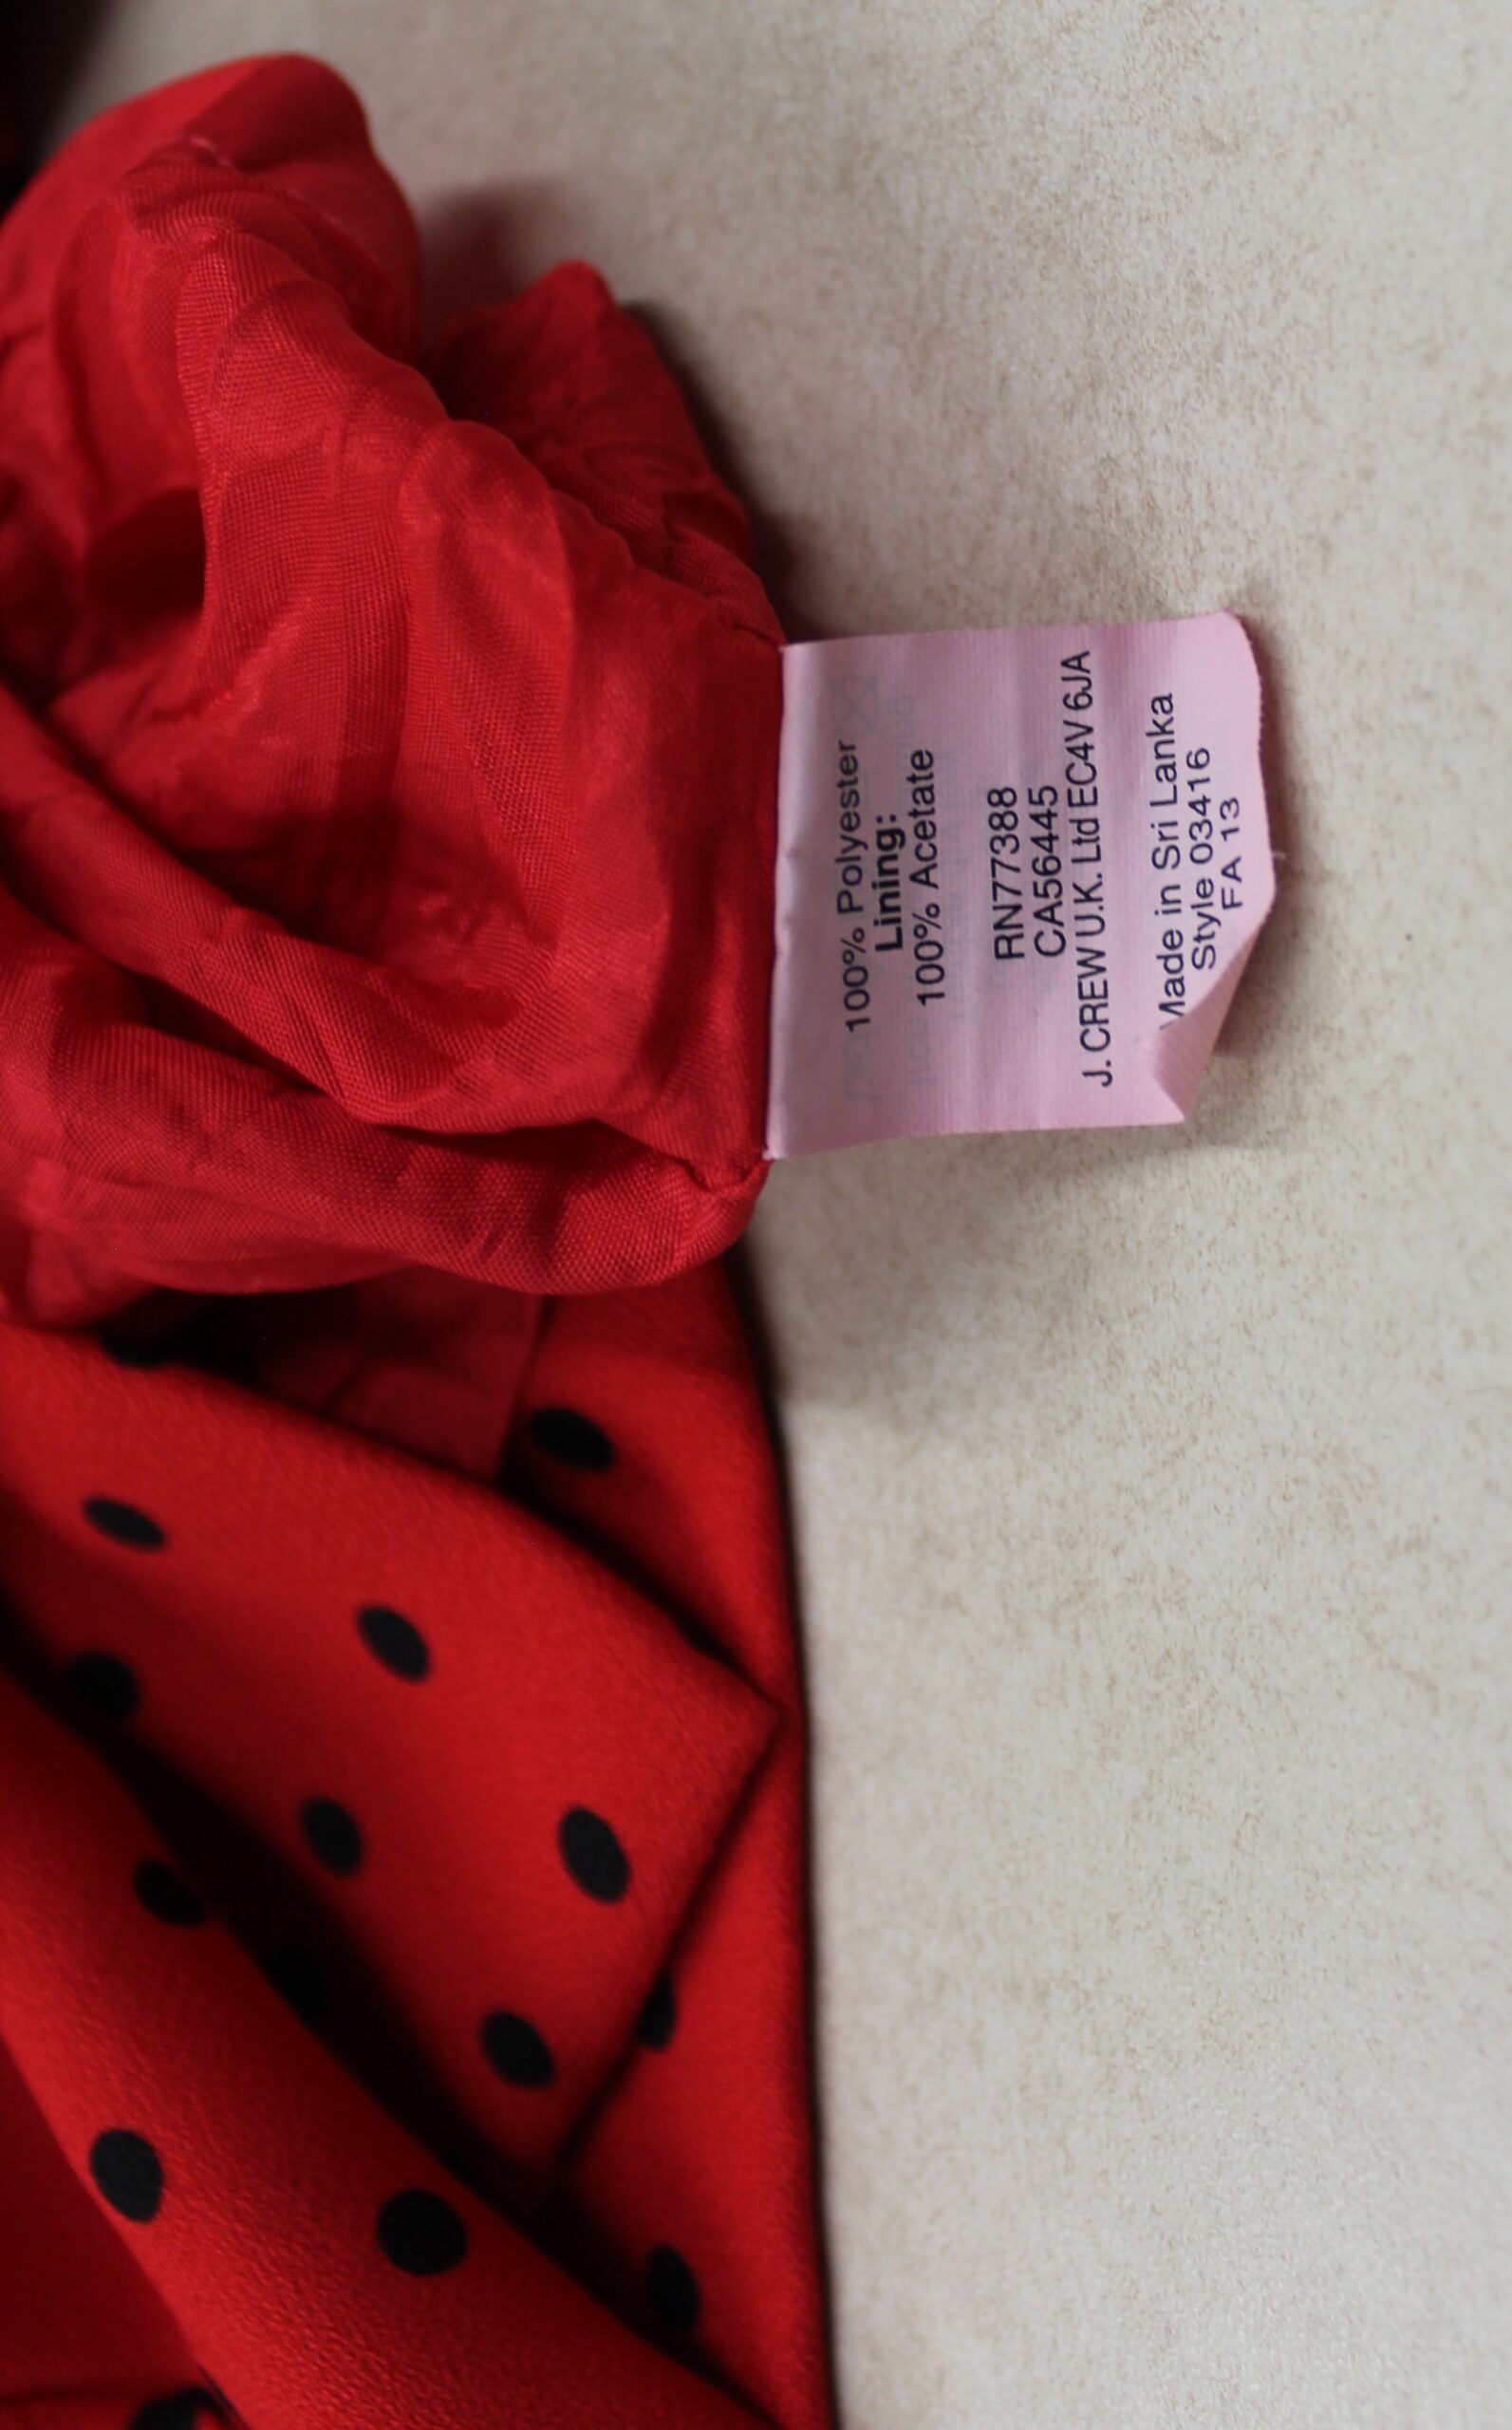 100% Polyester
Lining:
100% Acetate
RN77388
CA56445
J. CREW U.K. Ltd EC4V 6JA
Made in Sri Lanka
Style 03416
FA 13